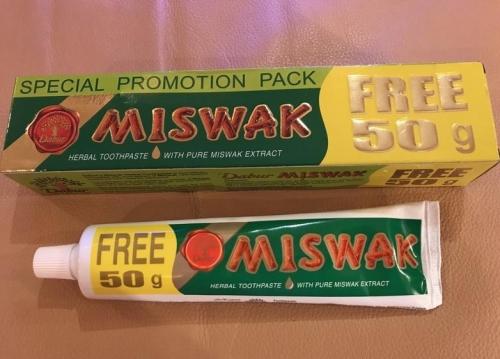 SPECIAL PROMOTION PACK
FREE
50 g
Dabur
MISWAK
HERBAL TOOTHPASTE WITH PURE MISWAK EXTRACT
Dabur MISWAK
FREE
50 g
FREE
50 g
MISWAK
HERBAL TOOTHPASTE WITH PURE MISWAK EXTRACT